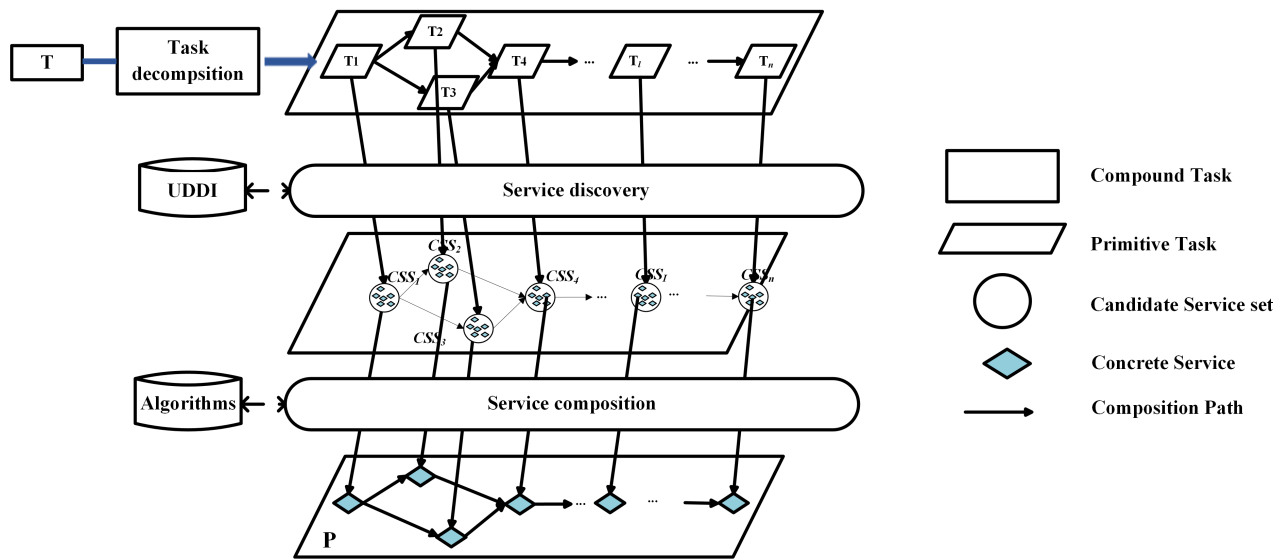 T
Task
decompsition
T1
T2
T3
T4
...
T_l
...
T_n
UDDI
Service discovery
CSS_1
CSS_2
CSS_3
CSS_4
...
CSS_l
...
CSS_n
Algorithms
Service composition
...
...
P
Compound Task
Primitive Task
Candidate Service set
Concrete Service
Composition Path